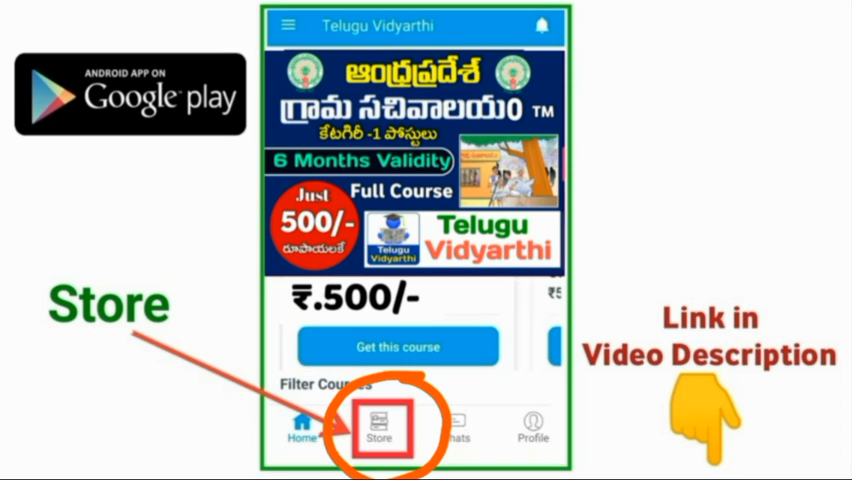 ANDROID APP ON
Google play
Telugu Vidyarthi
ఆంధ్రప్రదేశ్
గ్రామ సచివాలయం TM
కేటగిరీ -1 పోస్టులు
6 Months Validity
Full Course
Just
500/-
రూపాయలకే
Telugu
Vidyarthi
Telugu
Vidyarthi
₹.500/-
Get this course
Store
Link in
Video Description
Filter Courses
Home
Store
Profile